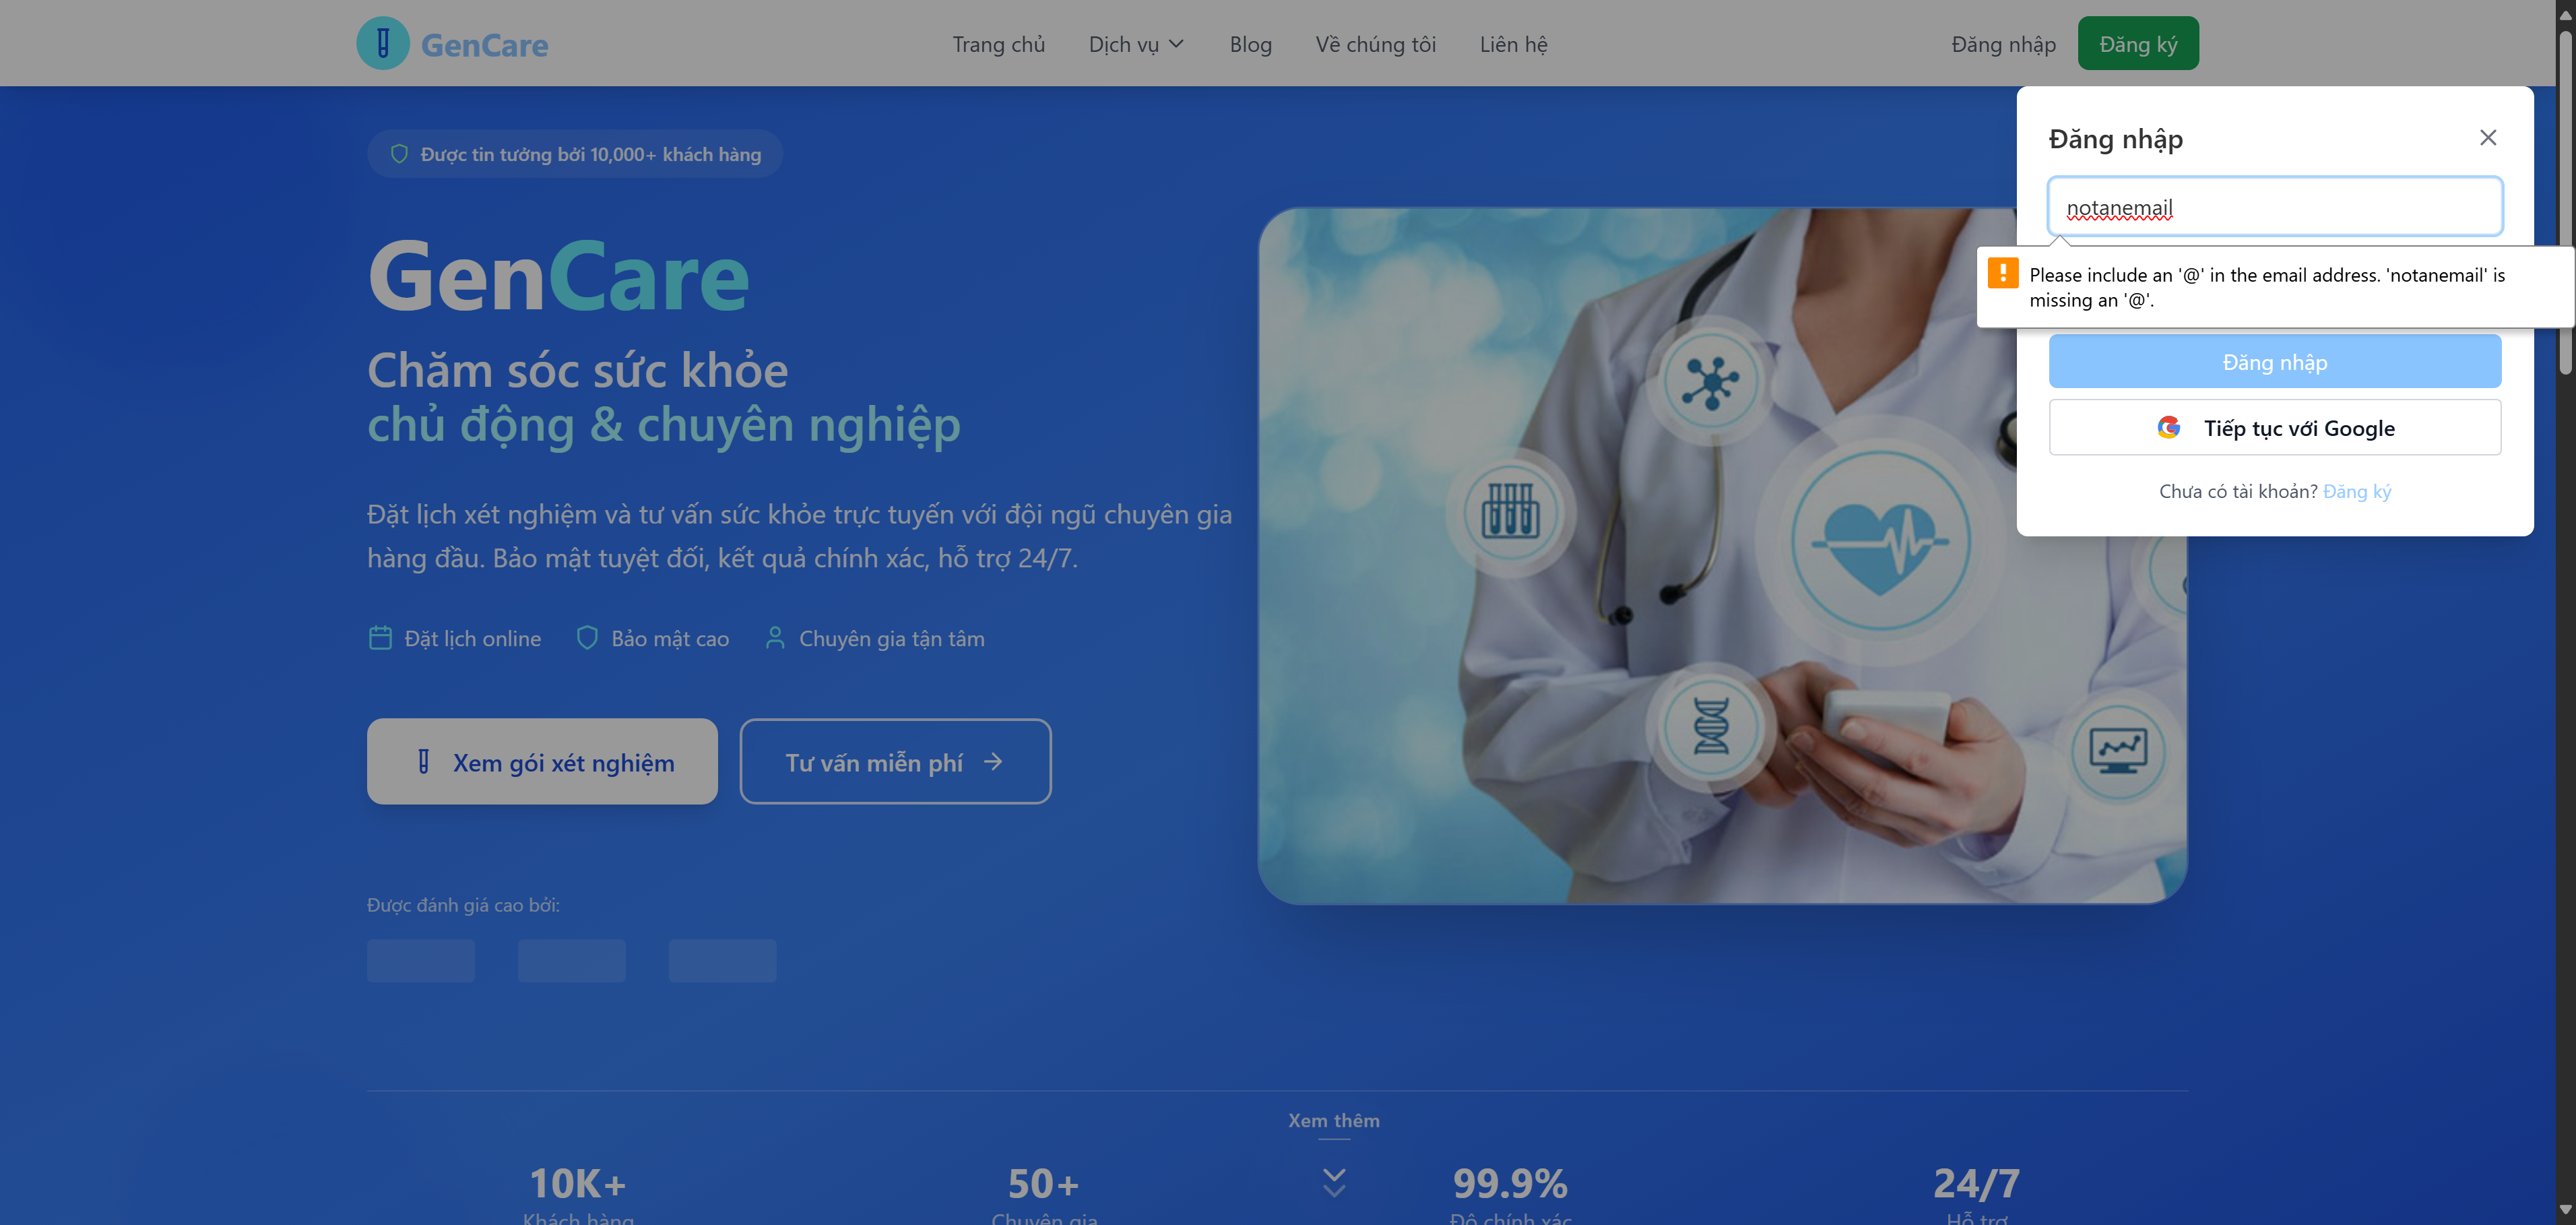 GenCare
Trang chủ
Dịch vụ
Blog
Về chúng tôi
Liên hệ
Đăng nhập
Đăng ký
Được tin tưởng bởi 10,000+ khách hàng
GenCare
Chăm sóc sức khỏe
chủ động & chuyên nghiệp
Đặt lịch xét nghiệm và tư vấn sức khỏe trực tuyến với đội ngũ chuyên gia
hàng đầu. Bảo mật tuyệt đối, kết quả chính xác, hỗ trợ 24/7.
Đặt lịch online
Bảo mật cao
Chuyên gia tận tâm
Xem gói xét nghiệm
Tư vấn miễn phí
Được đánh giá cao bởi:
Đăng nhập
notanemail
Please include an '@' in the email address. 'notanemail' is
missing an '@'.
Đăng nhập
Tiếp tục với Google
Chưa có tài khoản? Đăng ký
Xem thêm
10K+
Khách hàng
50+
Chuyên gia
99.9%
Độ chính xác
24/7
Hỗ trợ